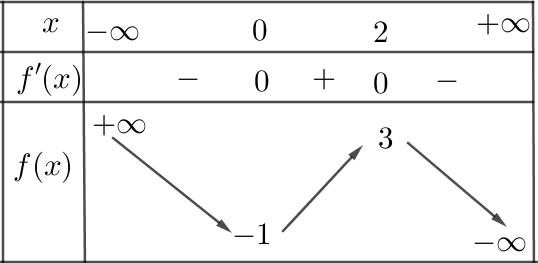 x −∞ 0 2 +∞
f′(x) − 0 + 0 −
+∞
3
f(x)
−1
−∞